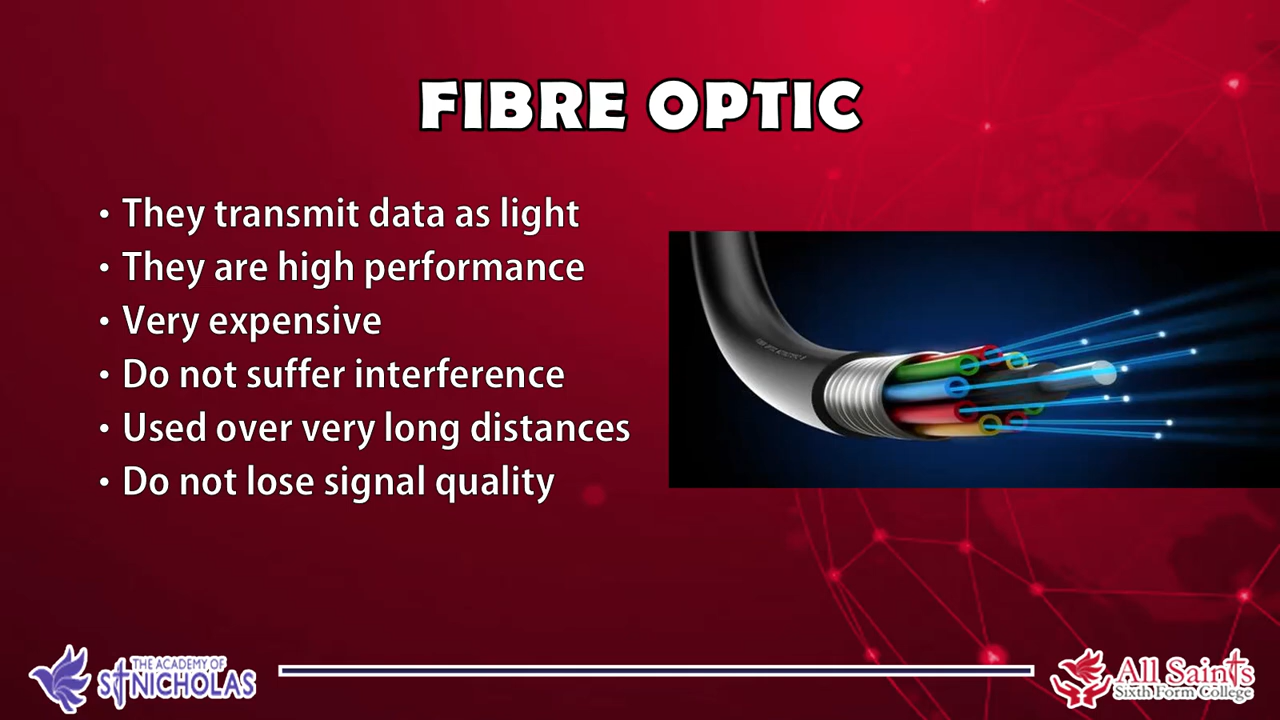 FIBRE OPTIC
• They transmit data as light
• They are high performance
• Very expensive
• Do not suffer interference
• Used over very long distances
• Do not lose signal quality
THE ACADEMY OF
ST NICHOLAS
All Saints
Sixth Form College